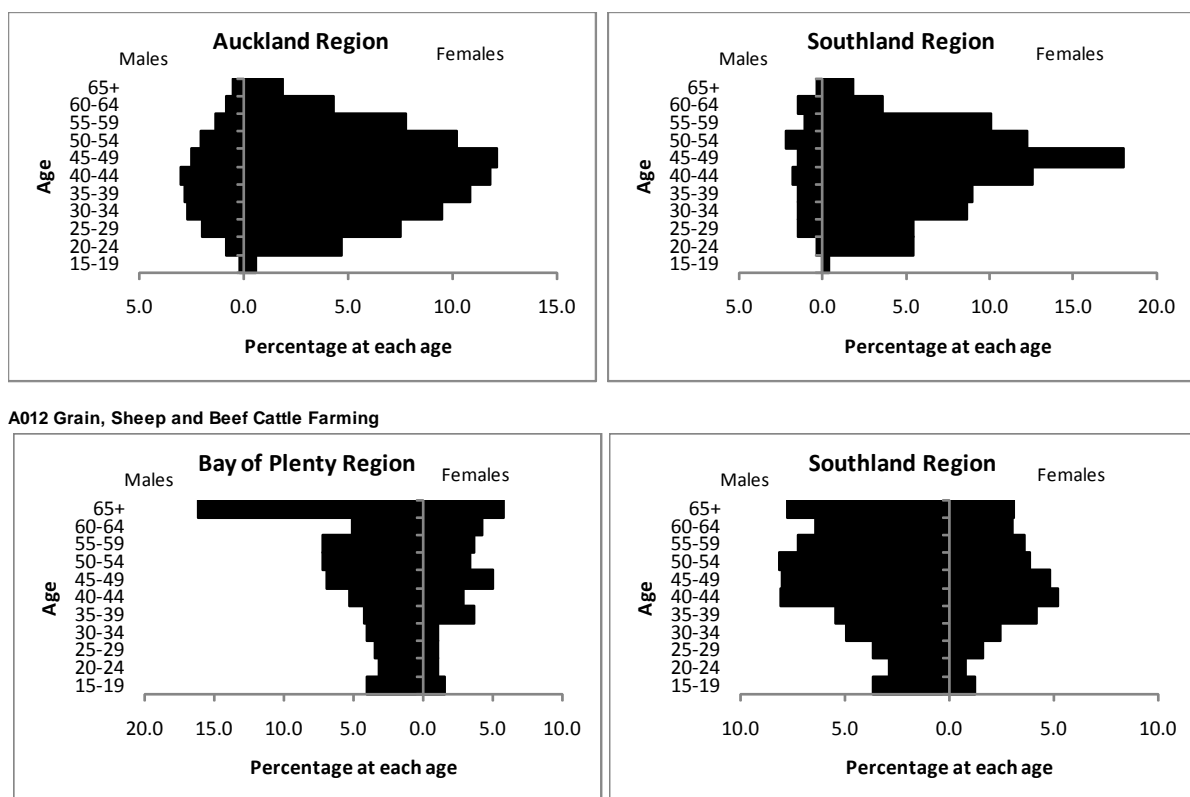 Auckland Region
Males
Females
Age
65+
60-64
55-59
50-54
45-49
40-44
35-39
30-34
25-29
20-24
15-19
5.0 0.0 5.0 10.0 15.0
Percentage at each age
Southland Region
Males
Females
Age
65+
60-64
55-59
50-54
45-49
40-44
35-39
30-34
25-29
20-24
15-19
5.0 0.0 5.0 10.0 15.0 20.0
Percentage at each age
A012 Grain, Sheep and Beef Cattle Farming
Bay of Plenty Region
Males
Females
Age
65+
60-64
55-59
50-54
45-49
40-44
35-39
30-34
25-29
20-24
15-19
20.0 15.0 10.0 5.0 0.0 5.0 10.0
Percentage at each age
Southland Region
Males
Females
Age
65+
60-64
55-59
50-54
45-49
40-44
35-39
30-34
25-29
20-24
15-19
10.0 5.0 0.0 5.0 10.0
Percentage at each age